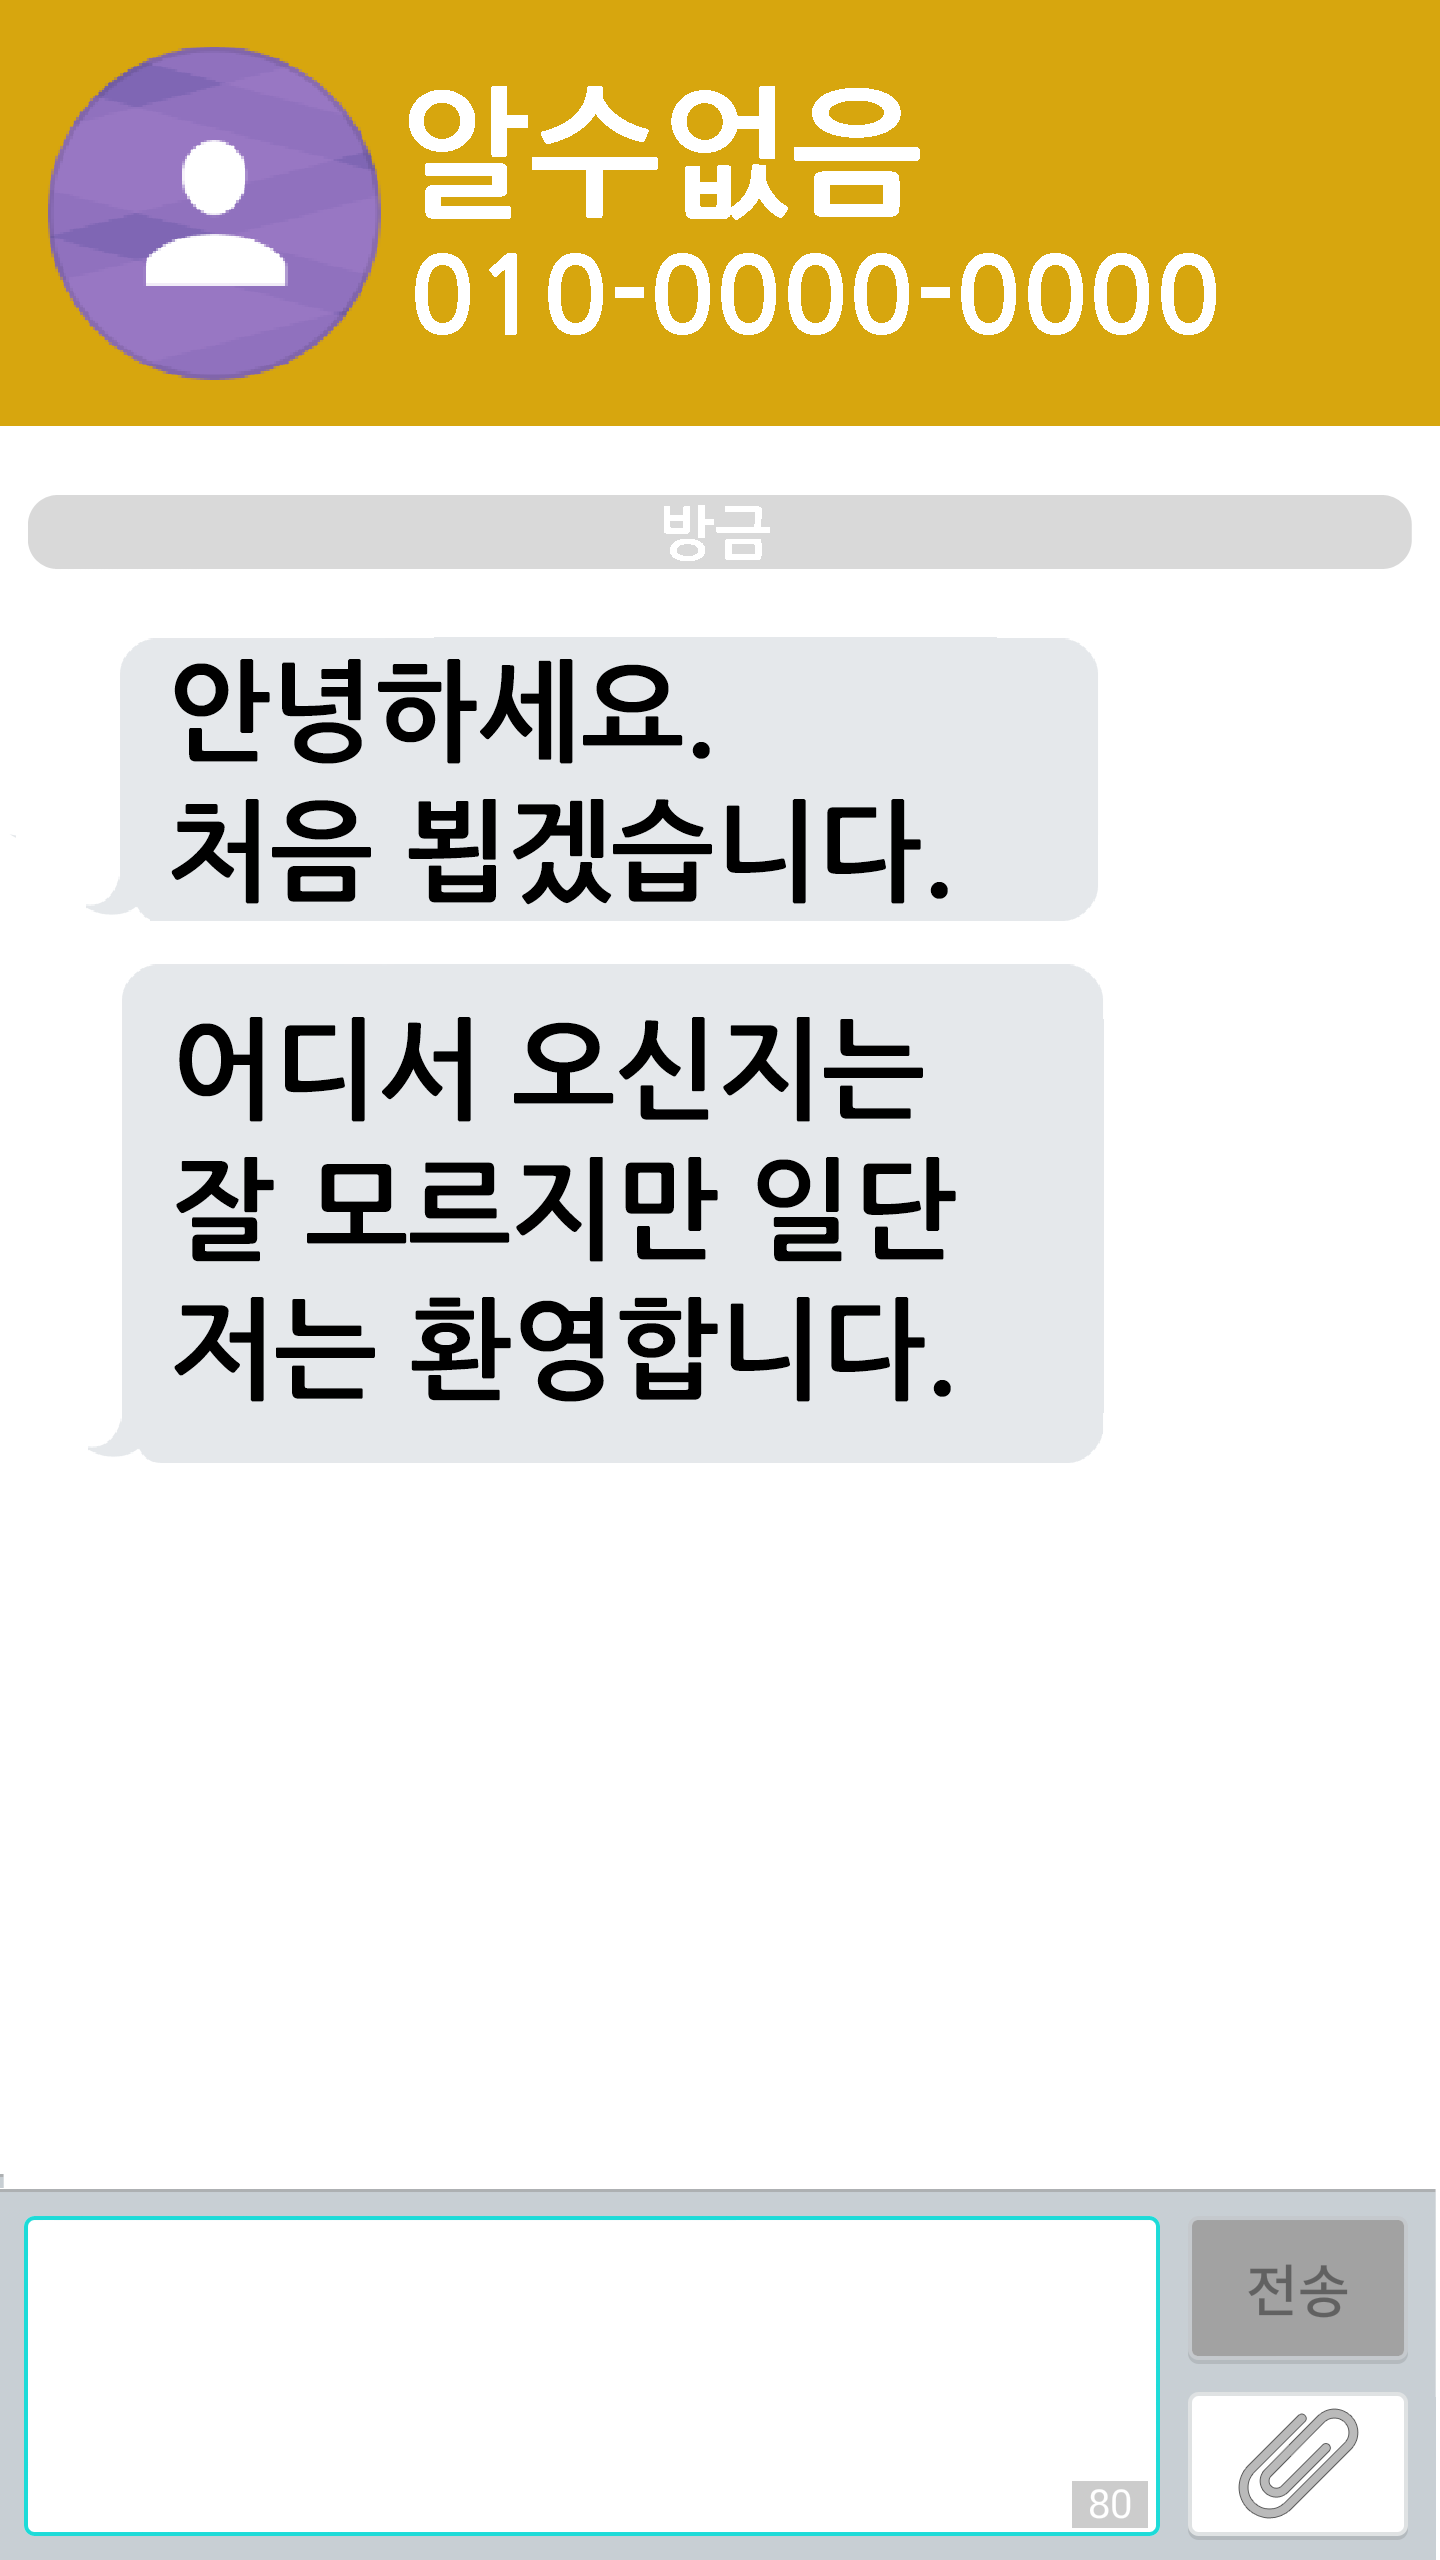 알수없음
010-0000-0000
방금
안녕하세요.
처음 뵙겠습니다.
어디서 오신지는
잘 모르지만 일단
저는 환영합니다.
전송
80